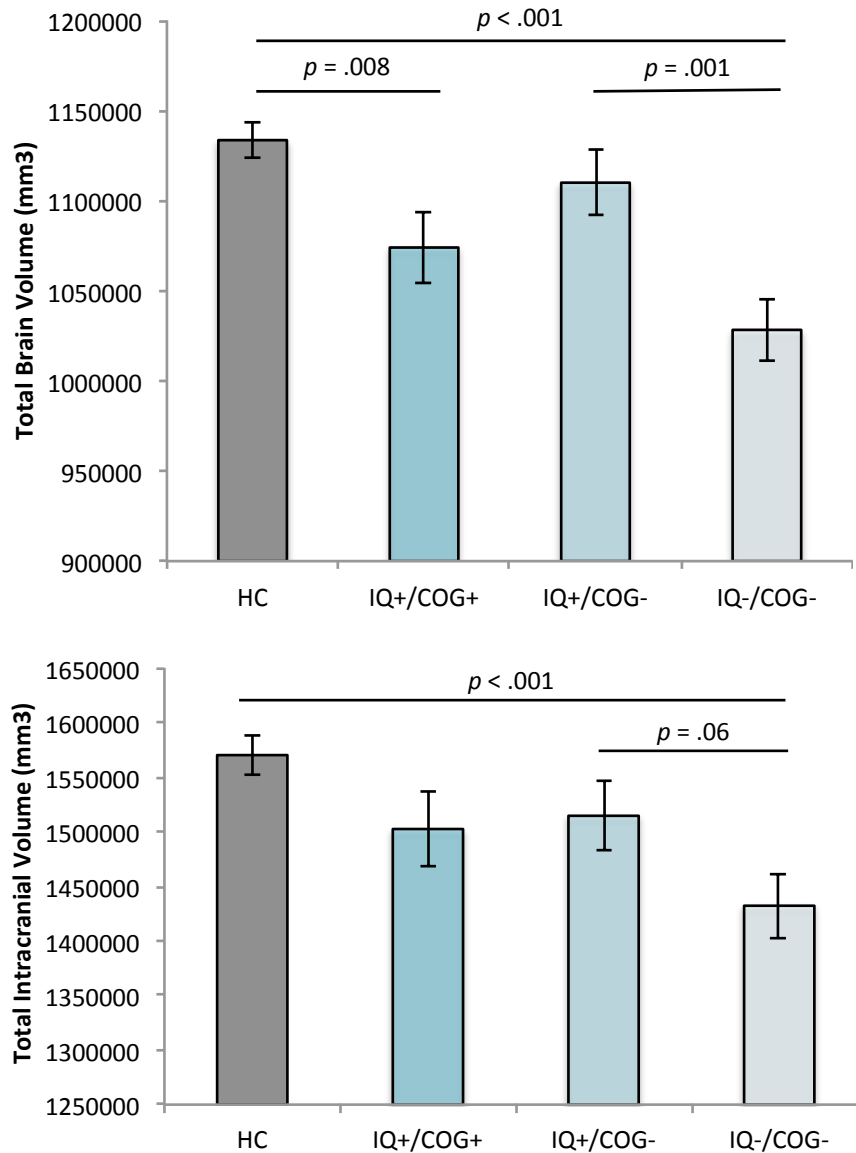 1200000
p < .001
p = .008
p = .001
1150000
1100000
1050000
1000000
950000
900000
Total Brain Volume (mm3)
HC
IQ+/COG+
IQ+/COG-
IQ-/COG-
1650000
p < .001
1600000
p = .06
1550000
1500000
1450000
1400000
1350000
1300000
1250000
Total Intracranial Volume (mm3)
HC
IQ+/COG+
IQ+/COG-
IQ-/COG-